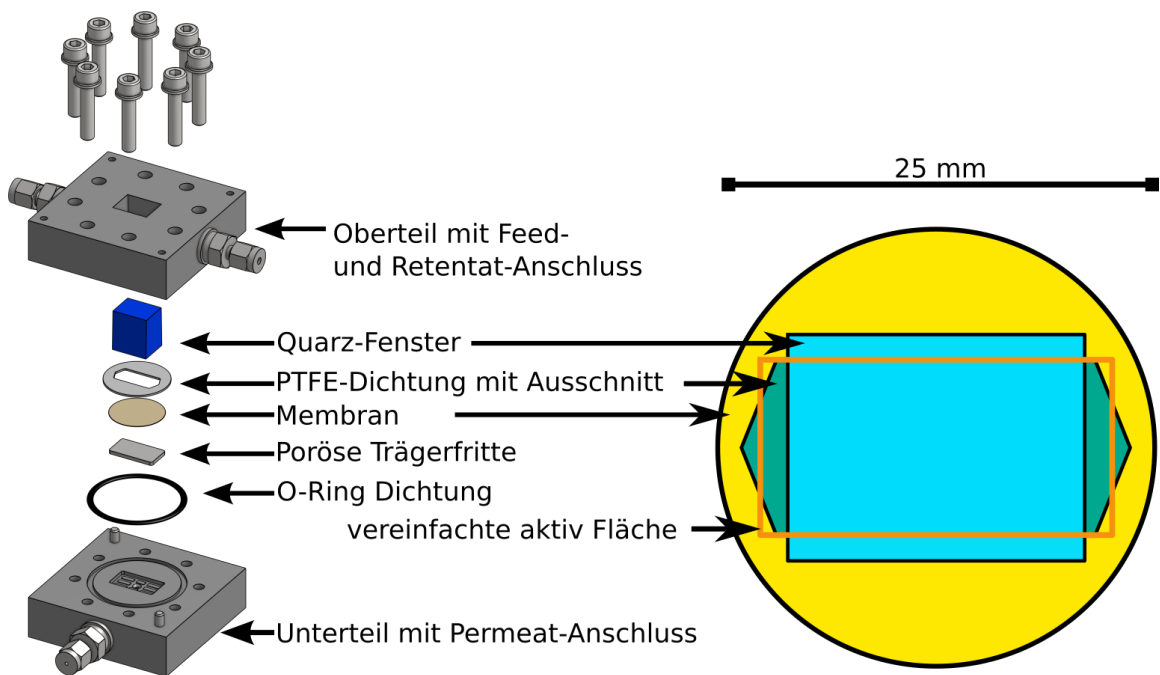 25 mm
Oberteil mit Feed-
und Retentat-Anschluss
Quarz-Fenster
PTFE-Dichtung mit Ausschnitt
Membran
Poröse Trägerfritte
O-Ring Dichtung
vereinfachte aktiv Fläche
Unterteil mit Permeat-Anschluss